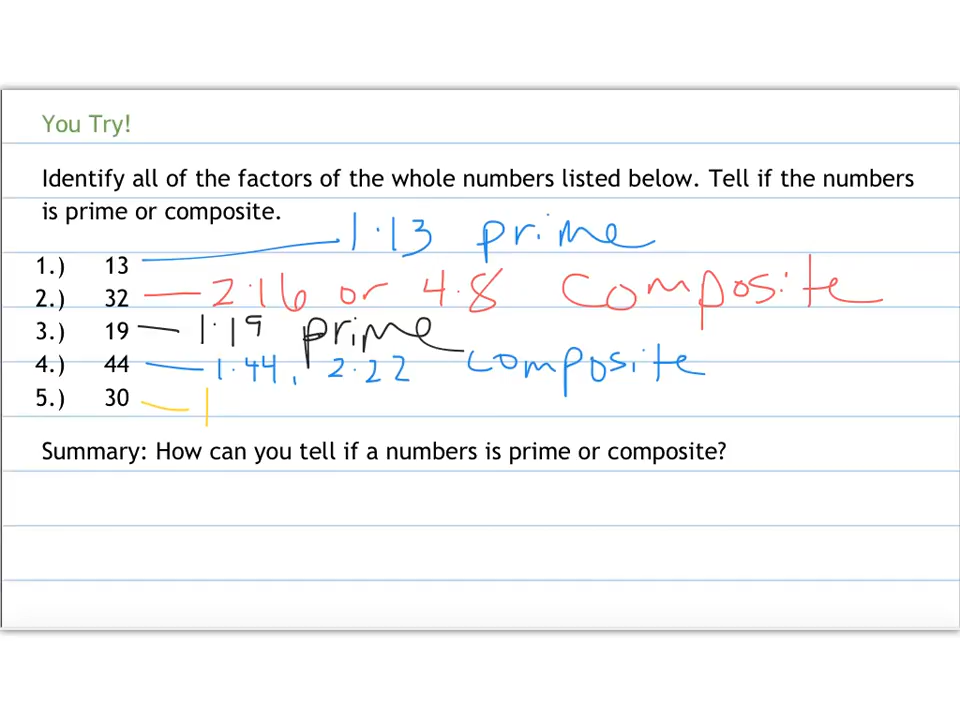 You Try!
Identify all of the factors of the whole numbers listed below. Tell if the numbers
is prime or composite.
1.) 13 1·13 prime
2.) 32 2·16 or 4·8 composite
3.) 19 1·19 prime
4.) 44 1·44, 2·22 composite
5.) 30 1
Summary: How can you tell if a numbers is prime or composite?